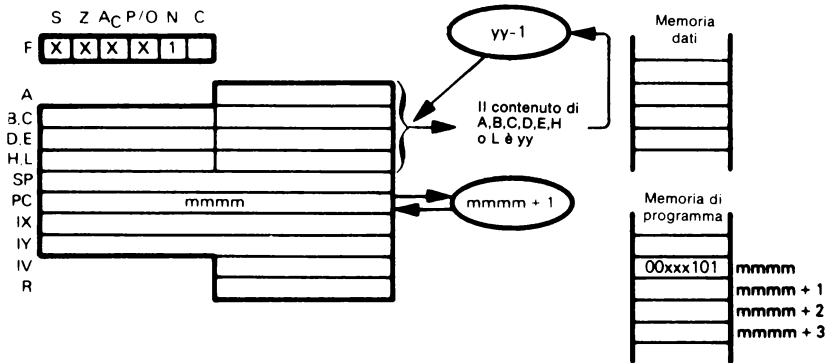 S Z AC P/O N C
F X X X X 1
A
B,C
D,E
H,L
SP
PC mmmm
IX
IY
IV
R
yy-1
Il contenuto di
A,B,C,D,E,H
o L è yy
mmmm + 1
Memoria
dati
Memoria di
programma
00xxx101 mmmm
mmmm + 1
mmmm + 2
mmmm + 3